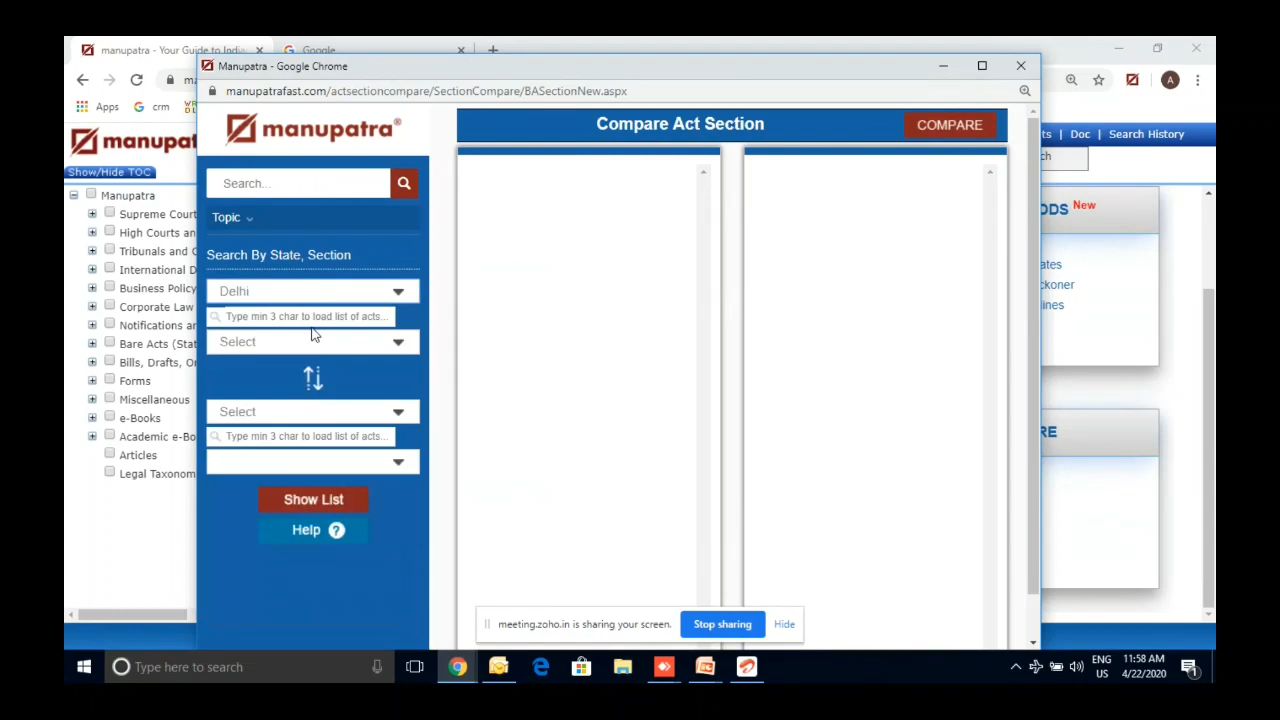 manupatra - Your Guide to India
Google
Manupatra - Google Chrome
manupatrafast.com/actsectioncompare/SectionCompare/BASectionNew.aspx
Apps
crm
manupatra®
Compare Act Section
COMPARE
ts | Doc | Search History
ch
Show/Hide TOC
Manupatra
Supreme Court
High Courts an
Tribunals and
International D
Business Policy
Corporate Law
Notifications an
Bare Acts (Stat
Bills, Drafts, Or
Forms
Miscellaneous
e-Books
Academic e-Bo
Articles
Legal Taxonom
Search...
Topic
Search By State, Section
Delhi
Type min 3 char to load list of acts...
Select
Select
Type min 3 char to load list of acts...
Show List
Help ?
DDS New
ates
ckoner
lines
RE
meeting.zoho.in is sharing your screen.
Stop sharing
Hide
Type here to search
ENG
US
11:58 AM
4/22/2020
1